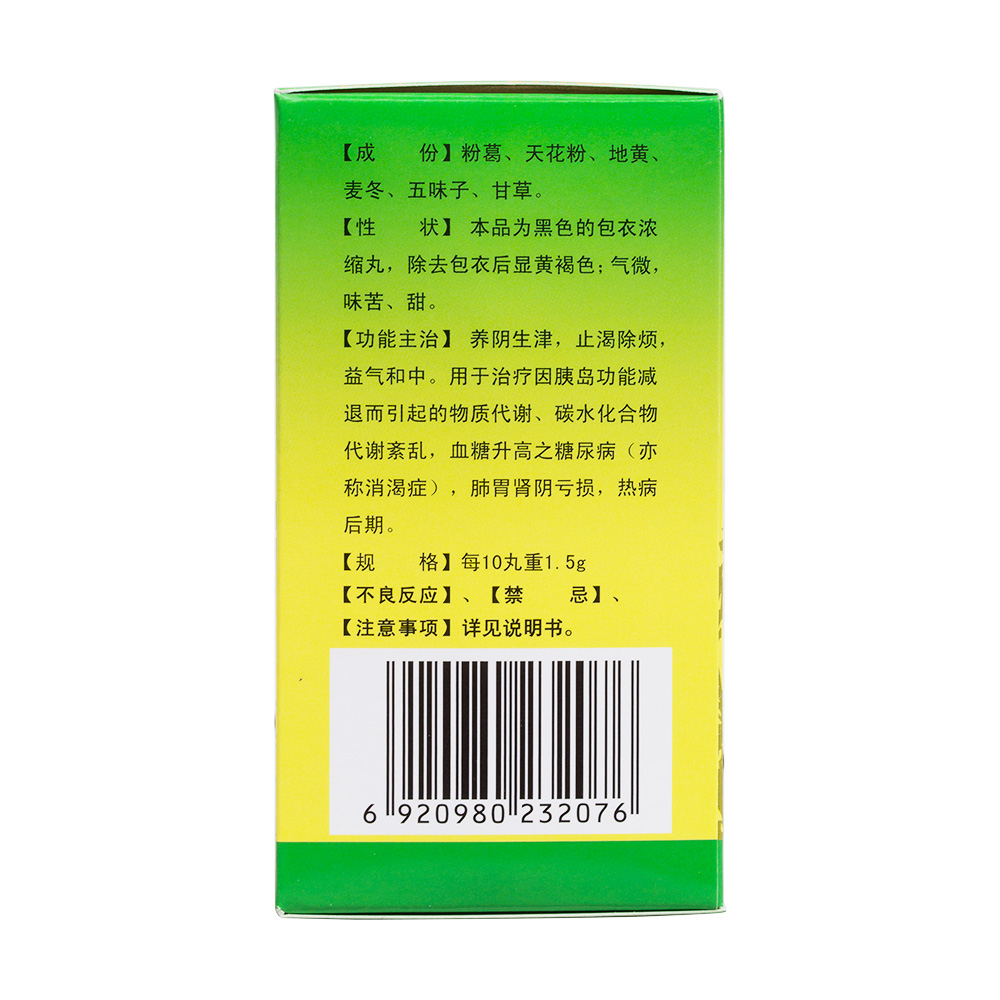 【成　　份】粉葛、天花粉、地黄、
麦冬、五味子、甘草。
【性　　状】 本品为黑色的包衣浓
缩丸，除去包衣后显黄褐色；气微，
味苦、甜。
【功能主治】 养阴生津，止渴除烦，
益气和中。用于治疗因胰岛功能减
退而引起的物质代谢、碳水化合物
代谢紊乱，血糖升高之糖尿病（亦
称消渴症），肺胃肾阴亏损，热病
后期。
【规　　格】每10丸重1.5g
【不良反应】、【禁　　忌】、
【注意事项】详见说明书。
6 920980 232076